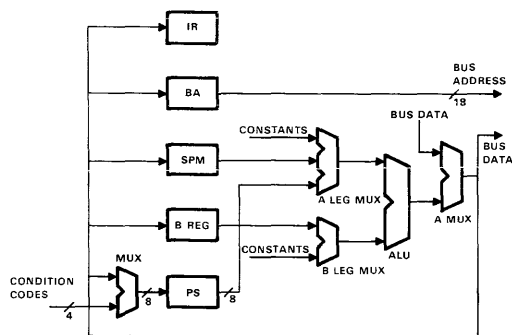 IR
BUS
ADDRESS
BA
18
BUS DATA
CONSTANTS
BUS
DATA
SPM
A LEG MUX
A MUX
B REG
CONSTANTS
ALU
B LEG MUX
MUX
CONDITION
CODES
4
8
PS
8